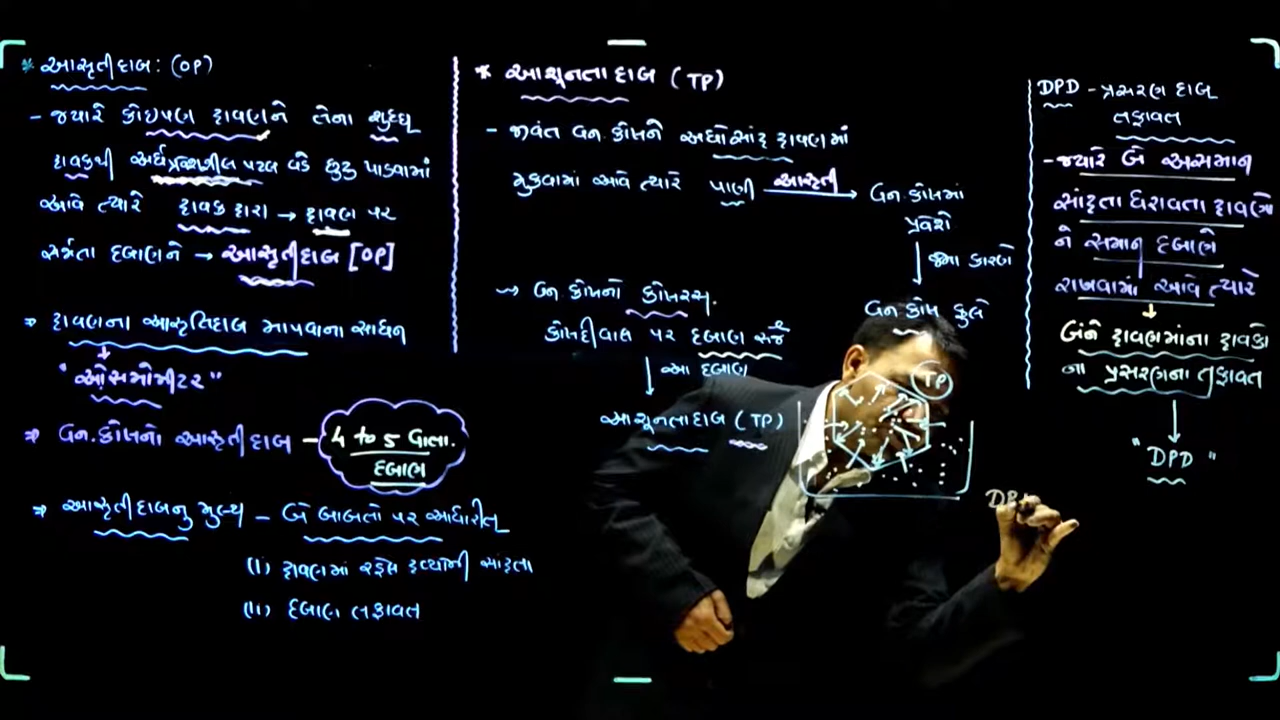 * આસૃતીદાબ: (OP)
- જ્યારે કોઇપણ દ્રાવણને તેના શુદ્ધ
દ્રાવકથી અર્ધપ્રવેશશીલ પટલ વડે છુટુ પાડવામાં
આવે ત્યારે દ્રાવક દ્વારા → દ્રાવણ પર
સર્જતા દબાણને → આસૃતીદાબ [OP]
⇒ દ્રાવણના આસૃતિદાબ માપવાના સાધન
↓
"ઓસમોમીટર"
⇒ વન.કોષનો આસૃતીદાબ - 4 to 5 વાતા.
દબાણ
⇒ આસૃતીદાબનુ મુલ્ય - બે બાબતો પર આધારીત
(I) દ્રાવણમાં રહેલ દ્રવ્યોની સાંદ્રતા
(II) દબાણ તફાવત
* આશૂનતા દાબ (TP)
- જીવંત વન.કોષને અધોસાંદ્ર દ્રાવણમાં
મુકવામાં આવે ત્યારે પાણી આસૃતી → વન.કોષમાં
પ્રવેશે
↓ જેમા કારણે
વન.કોષ ફુલે
→ વન.કોષનો કોષરસ.
કોષદીવાલ પર દબાણ સર્જે
↓ આ દબાણ
આશૂનતાદાબ (TP)
TP
DPD - પ્રસરણ દાબ
તફાવત
- જ્યારે બે અસમાન
સાંદ્રતા ધરાવતા દ્રાવણો
ને સમાન દબાણે
રાખવામાં આવે ત્યારે
↓
બંને દ્રાવણમાંના દ્રાવકો
ના પ્રસરણના તફાવત
↓
"DPD"